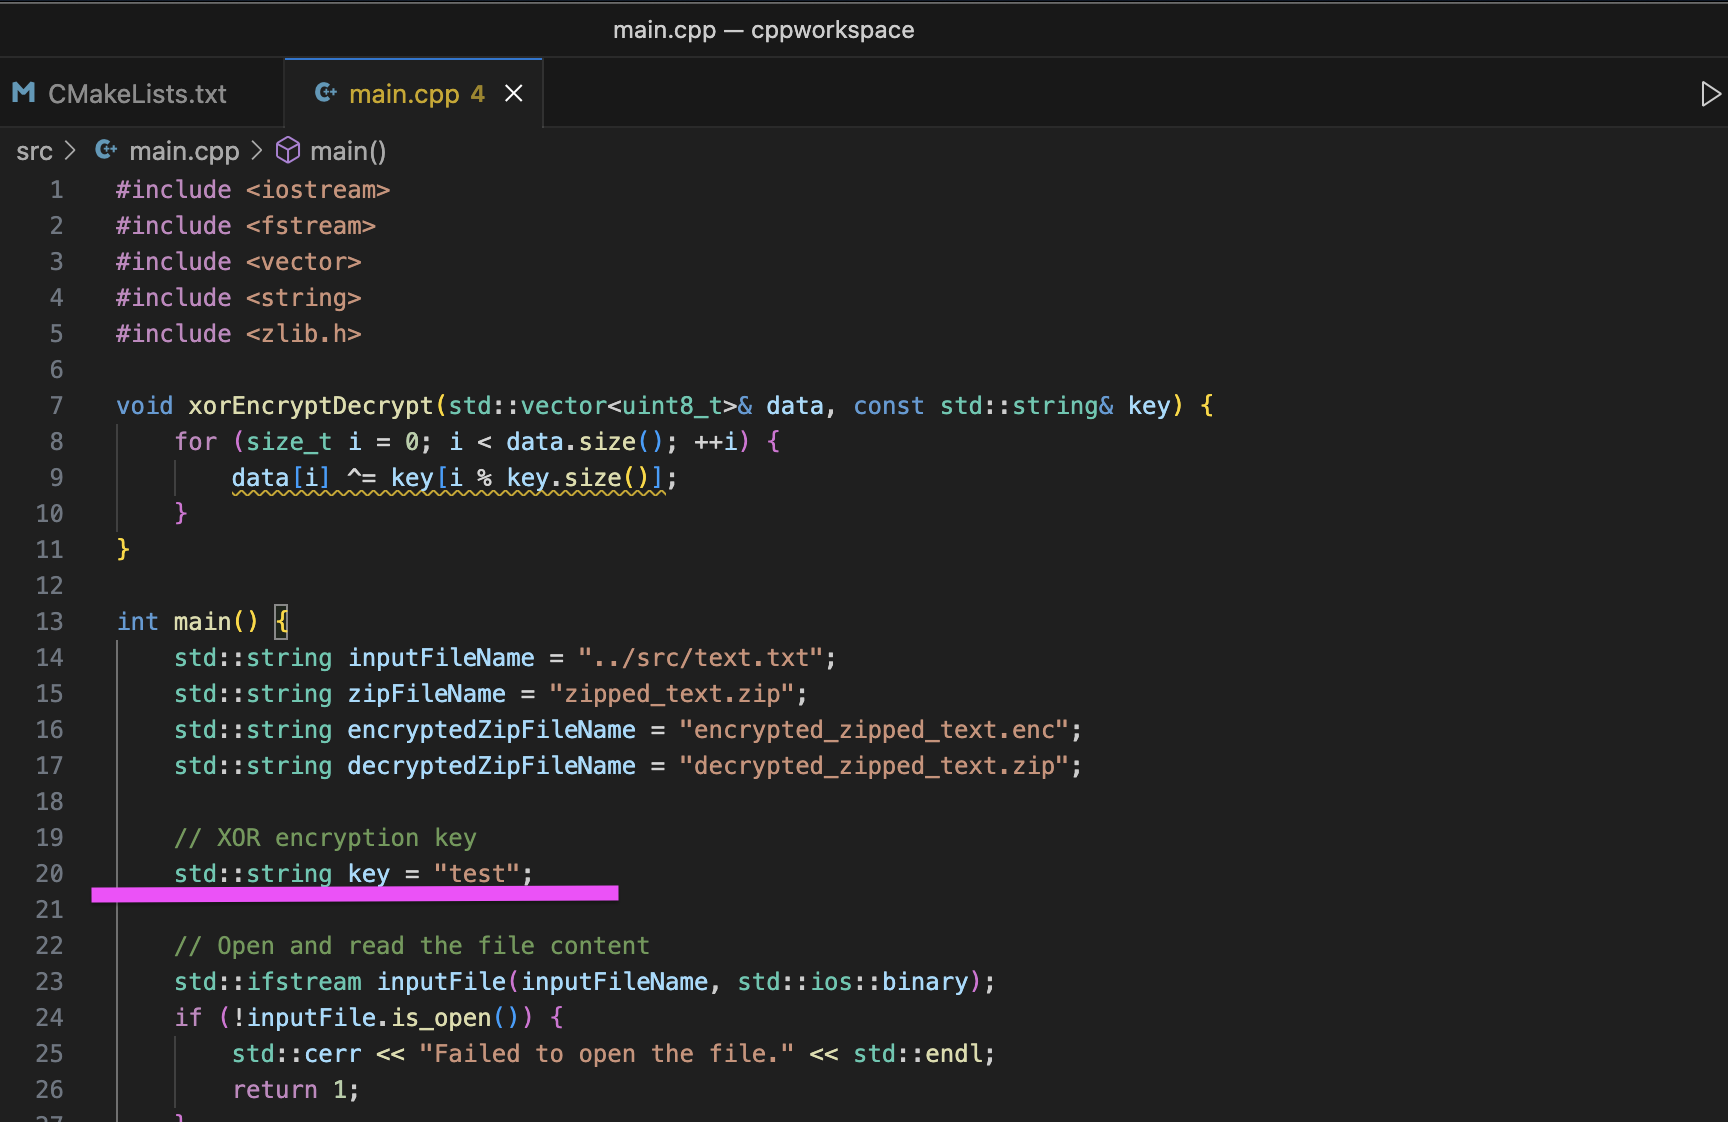 main.cpp — cppworkspace
CMakeLists.txt
main.cpp 4
src > main.cpp > main()
1 #include <iostream>
2 #include <fstream>
3 #include <vector>
4 #include <string>
5 #include <zlib.h>
6
7 void xorEncryptDecrypt(std::vector<uint8_t>& data, const std::string& key) {
8     for (size_t i = 0; i < data.size(); ++i) {
9         data[i] ^= key[i % key.size()];
10     }
11 }
12
13 int main() {
14     std::string inputFileName = "../src/text.txt";
15     std::string zipFileName = "zipped_text.zip";
16     std::string encryptedZipFileName = "encrypted_zipped_text.enc";
17     std::string decryptedZipFileName = "decrypted_zipped_text.zip";
18
19     // XOR encryption key
20     std::string key = "test";
21
22     // Open and read the file content
23     std::ifstream inputFile(inputFileName, std::ios::binary);
24     if (!inputFile.is_open()) {
25         std::cerr << "Failed to open the file." << std::endl;
26         return 1;